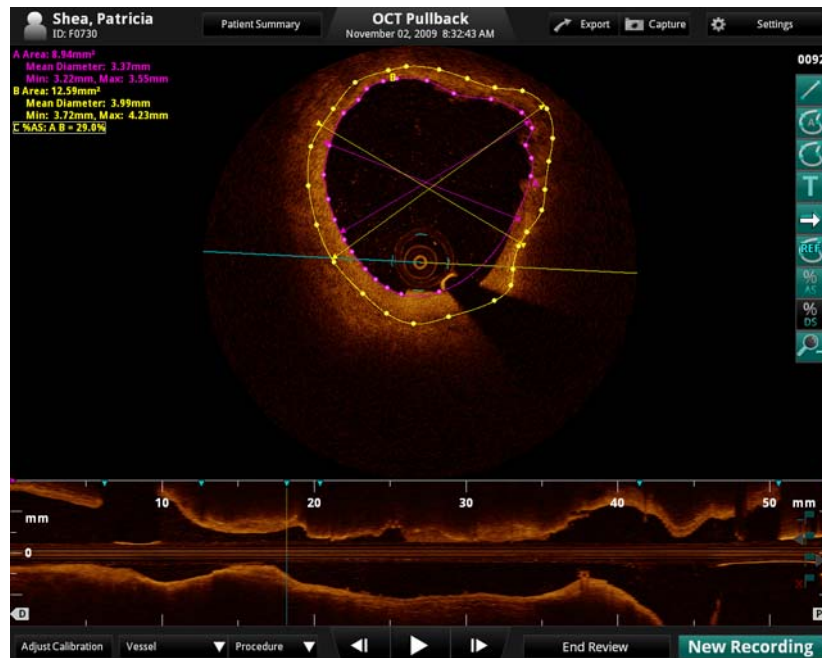 Shea, Patricia
ID: F0730
Patient Summary
OCT Pullback
November 02, 2009 8:32:43 AM
Export
Capture
Settings
A Area: 8.94mm²
Mean Diameter: 3.37mm
Min: 3.22mm, Max: 3.55mm
B Area: 12.59mm²
Mean Diameter: 3.99mm
Min: 3.72mm, Max: 4.23mm
C %AS: A B = 29.0%
0092
B
A
A
T
REF
%
AS
%
DS
10 20 30 40 50 mm
mm
0
D P
Adjust Calibration
Vessel
Procedure
End Review
New Recording